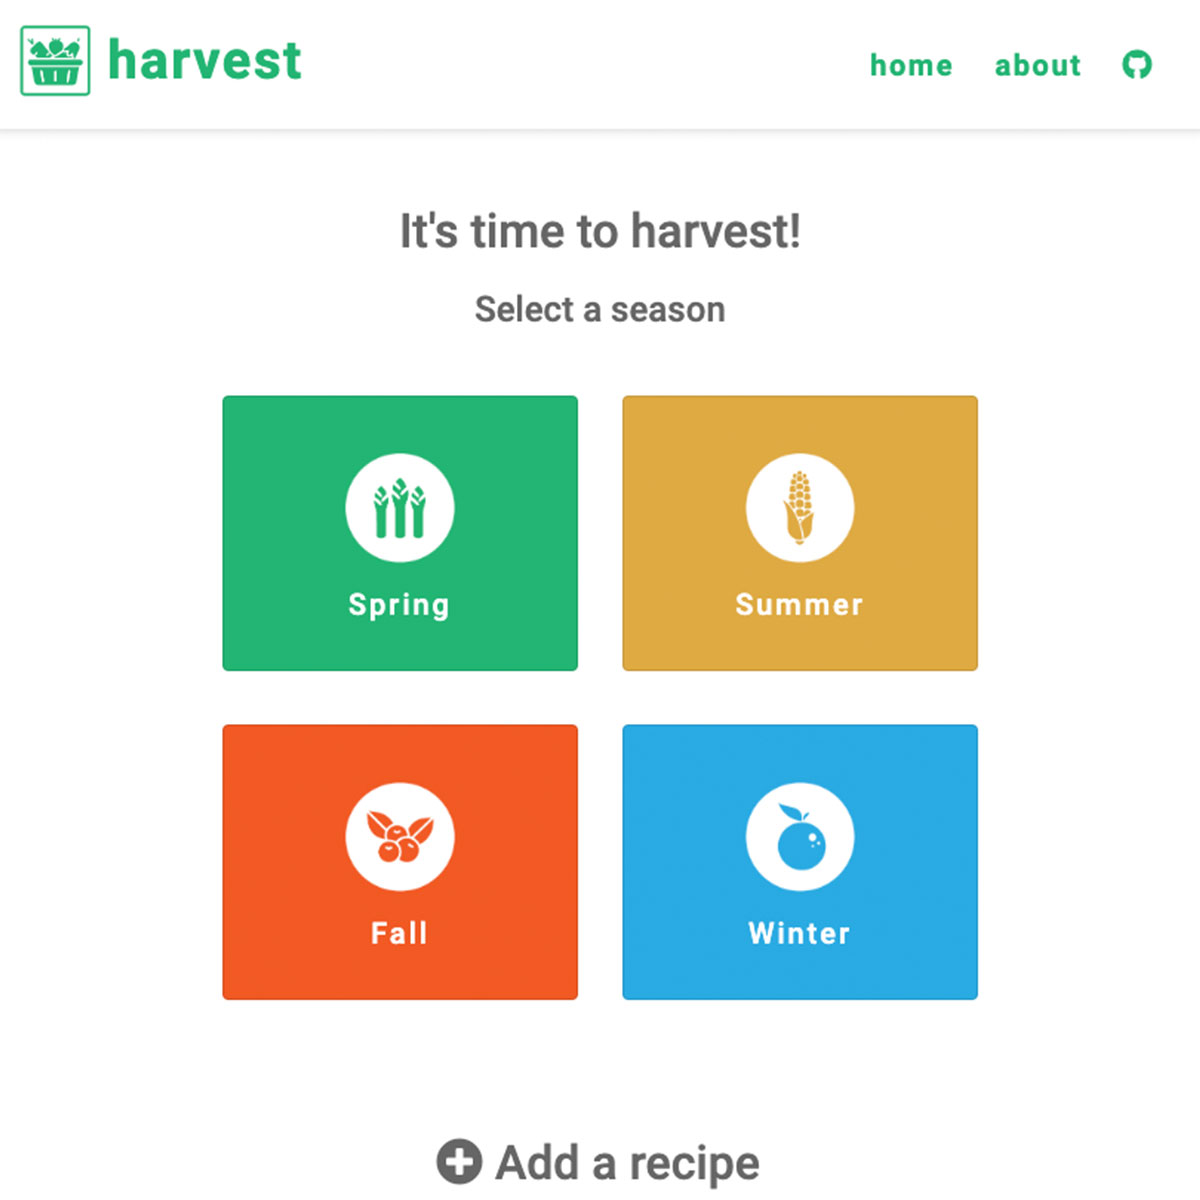 harvest
home about
It's time to harvest!
Select a season
Spring
Summer
Fall
Winter
Add a recipe